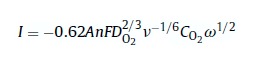 I = −0.62AnFD_{O_2}^{2/3} ν^{−1/6} C_{O_2} ω^{1/2}